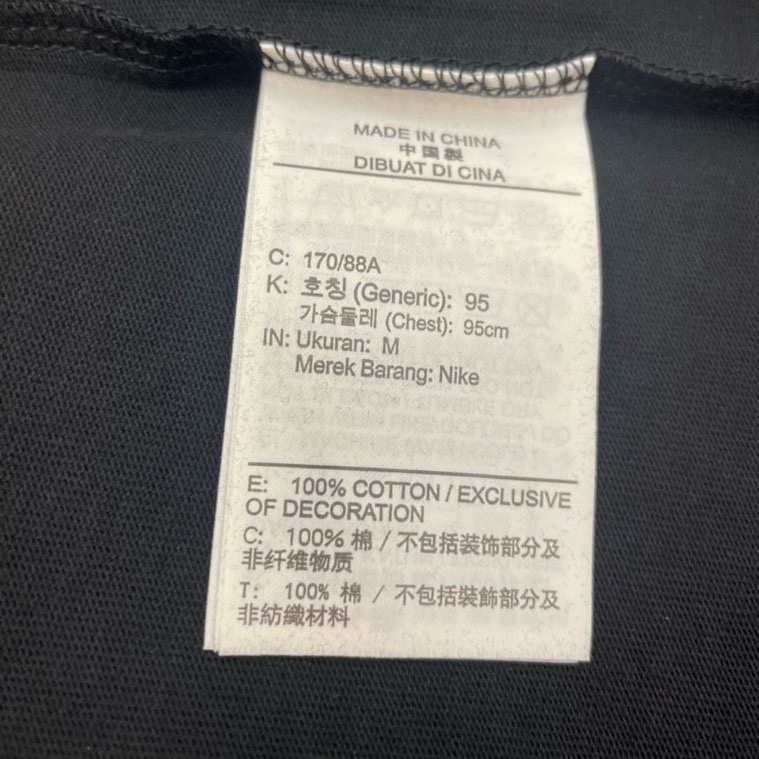 MADE IN CHINA
中国製
DIBUAT DI CINA
C: 170/88A
K: 호칭 (Generic): 95
가슴둘레 (Chest): 95cm
IN: Ukuran: M
Merek Barang: Nike
E: 100% COTTON / EXCLUSIVE
OF DECORATION
C: 100% 棉 / 不包括装饰部分及
非纤维物质
T: 100% 棉 / 不包括裝飾部分及
非紡織材料